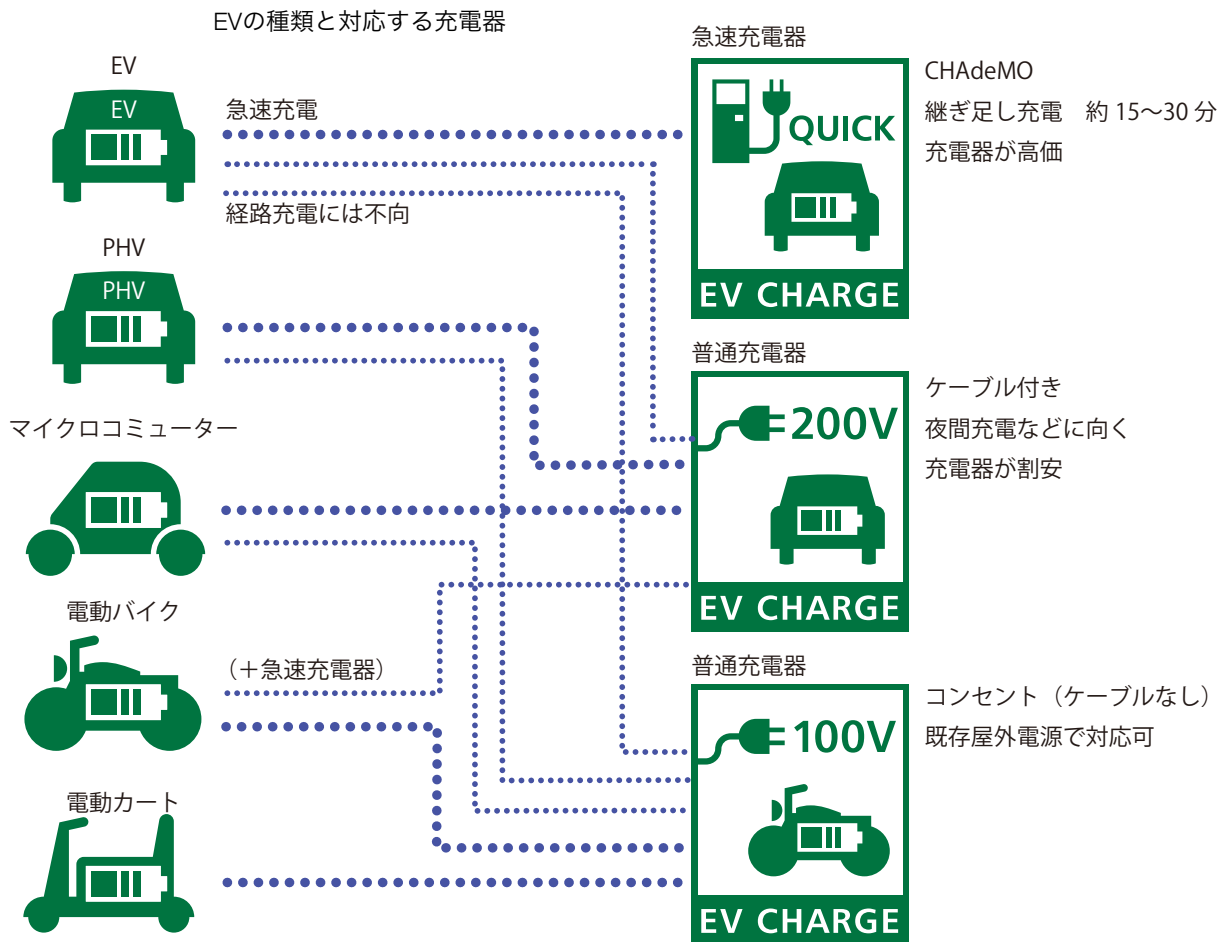 EVの種類と対応する充電器
EV
EV
急速充電
経路充電には不向
PHV
PHV
マイクロコミューター
電動バイク
（＋急速充電器）
電動カート
急速充電器
QUICK
EV CHARGE
CHAdeMO
継ぎ足し充電　約 15～30 分
充電器が高価
普通充電器
200V
EV CHARGE
ケーブル付き
夜間充電などに向く
充電器が割安
普通充電器
100V
EV CHARGE
コンセント（ケーブルなし）
既存屋外電源で対応可